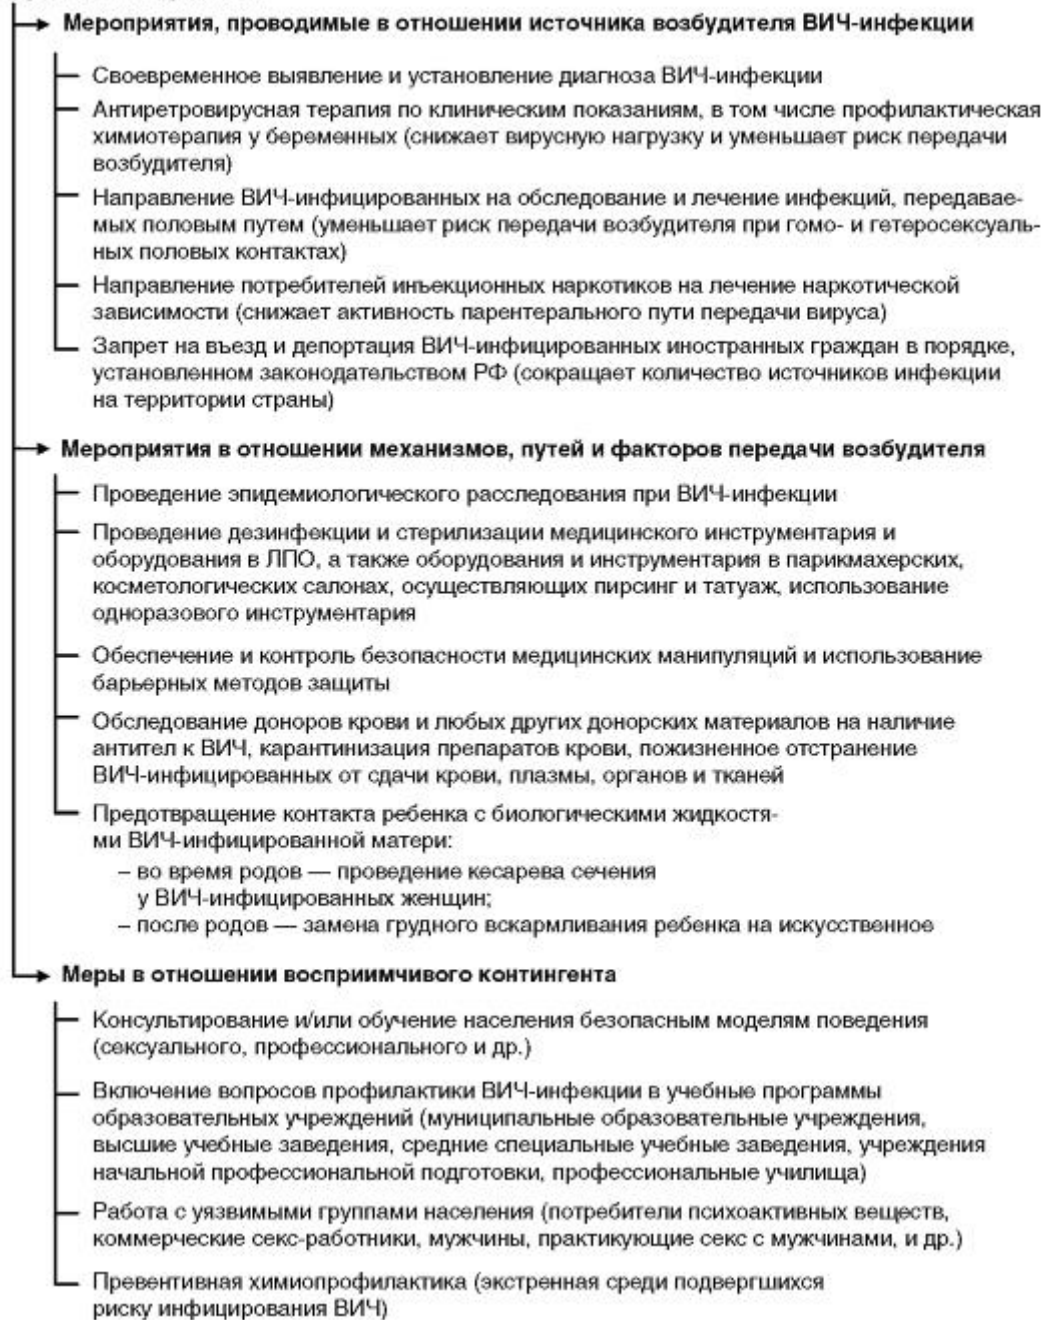 Мероприятия, проводимые в отношении источника возбудителя ВИЧ-инфекции
Своевременное выявление и установление диагноза ВИЧ-инфекции
Антиретровирусная терапия по клиническим показаниям, в том числе профилактическая
химиотерапия у беременных (снижает вирусную нагрузку и уменьшает риск передачи
возбудителя)
Направление ВИЧ-инфицированных на обследование и лечение инфекций, передавае-
мых половым путем (уменьшает риск передачи возбудителя при гомо- и гетеросексуаль-
ных половых контактах)
Направление потребителей инъекционных наркотиков на лечение наркотической
зависимости (снижает активность парентерального пути передачи вируса)
Запрет на въезд и депортация ВИЧ-инфицированных иностранных граждан в порядке,
установленном законодательством РФ (сокращает количество источников инфекции
на территории страны)
Мероприятия в отношении механизмов, путей и факторов передачи возбудителя
Проведение эпидемиологического расследования при ВИЧ-инфекции
Проведение дезинфекции и стерилизации медицинского инструментария и
оборудования в ЛПО, а также оборудования и инструментария в парикмахерских,
косметологических салонах, осуществляющих пирсинг и татуаж, использование
одноразового инструментария
Обеспечение и контроль безопасности медицинских манипуляций и использование
барьерных методов защиты
Обследование доноров крови и любых других донорских материалов на наличие
антител к ВИЧ, карантинизация препаратов крови, пожизненное отстранение
ВИЧ-инфицированных от сдачи крови, плазмы, органов и тканей
Предотвращение контакта ребенка с биологическими жидкостя-
ми ВИЧ-инфицированной матери:
– во время родов — проведение кесарева сечения
у ВИЧ-инфицированных женщин;
– после родов — замена грудного вскармливания ребенка на искусственное
Меры в отношении восприимчивого контингента
Консультирование и/или обучение населения безопасным моделям поведения
(сексуального, профессионального и др.)
Включение вопросов профилактики ВИЧ-инфекции в учебные программы
образовательных учреждений (муниципальные образовательные учреждения,
высшие учебные заведения, средние специальные учебные заведения, учреждения
начальной профессиональной подготовки, профессиональные училища)
Работа с уязвимыми группами населения (потребители психоактивных веществ,
коммерческие секс-работники, мужчины, практикующие секс с мужчинами, и др.)
Превентивная химиопрофилактика (экстренная среди подвергшихся
риску инфицирования ВИЧ)